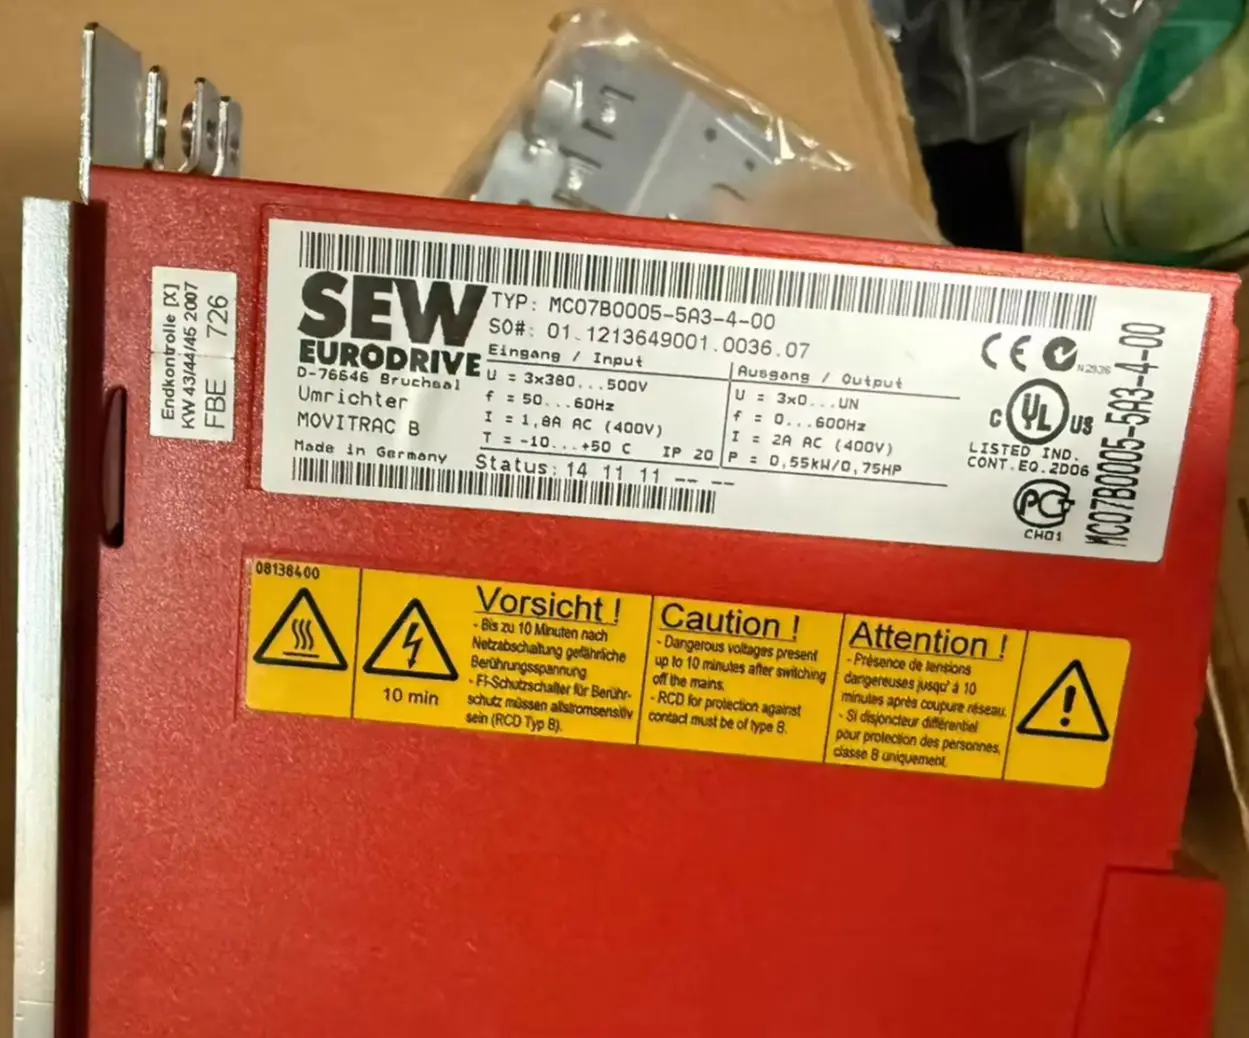 Endkontrolle [X]
KW 43/44/45 2007
FBE 726
SEW
EURODRIVE
D-76646 Bruchsal
Umrichter
MOVITRAC B
Made in Germany
TYP: MC07B0005-5A3-4-00
SO#: 01.1213649001.0036.07
Eingang / Input
U = 3x380...500V
f = 50...60Hz
I = 1,8A AC (400V)
T = -10...+50 C IP 20
Status: 14 11 11 -- --
Ausgang / Output
U = 3x0...UN
f = 0...600Hz
I = 2A AC (400V)
P = 0,55kW/0,75HP
CE
N2936
C UL US
LISTED IND.
CONT.EQ.2D06
CH01
MC07B0005-5A3-4-00
08138400
10 min
Vorsicht !
- Bis zu 10 Minuten nach
Netzabschaltung gefährliche
Berührungsspannung
- FI-Schutzschalter für Berühr-
schutz müssen allstromsensitiv
sein (RCD Typ B).
Caution !
- Dangerous voltages present
up to 10 minutes after switching
off the mains.
- RCD for protection against
contact must be of type B.
Attention !
- Présence de tensions
dangereuses jusqu' à 10
minutes après coupure réseau.
- Si disjoncteur différentiel
pour protection des personnes,
classe B uniquement.